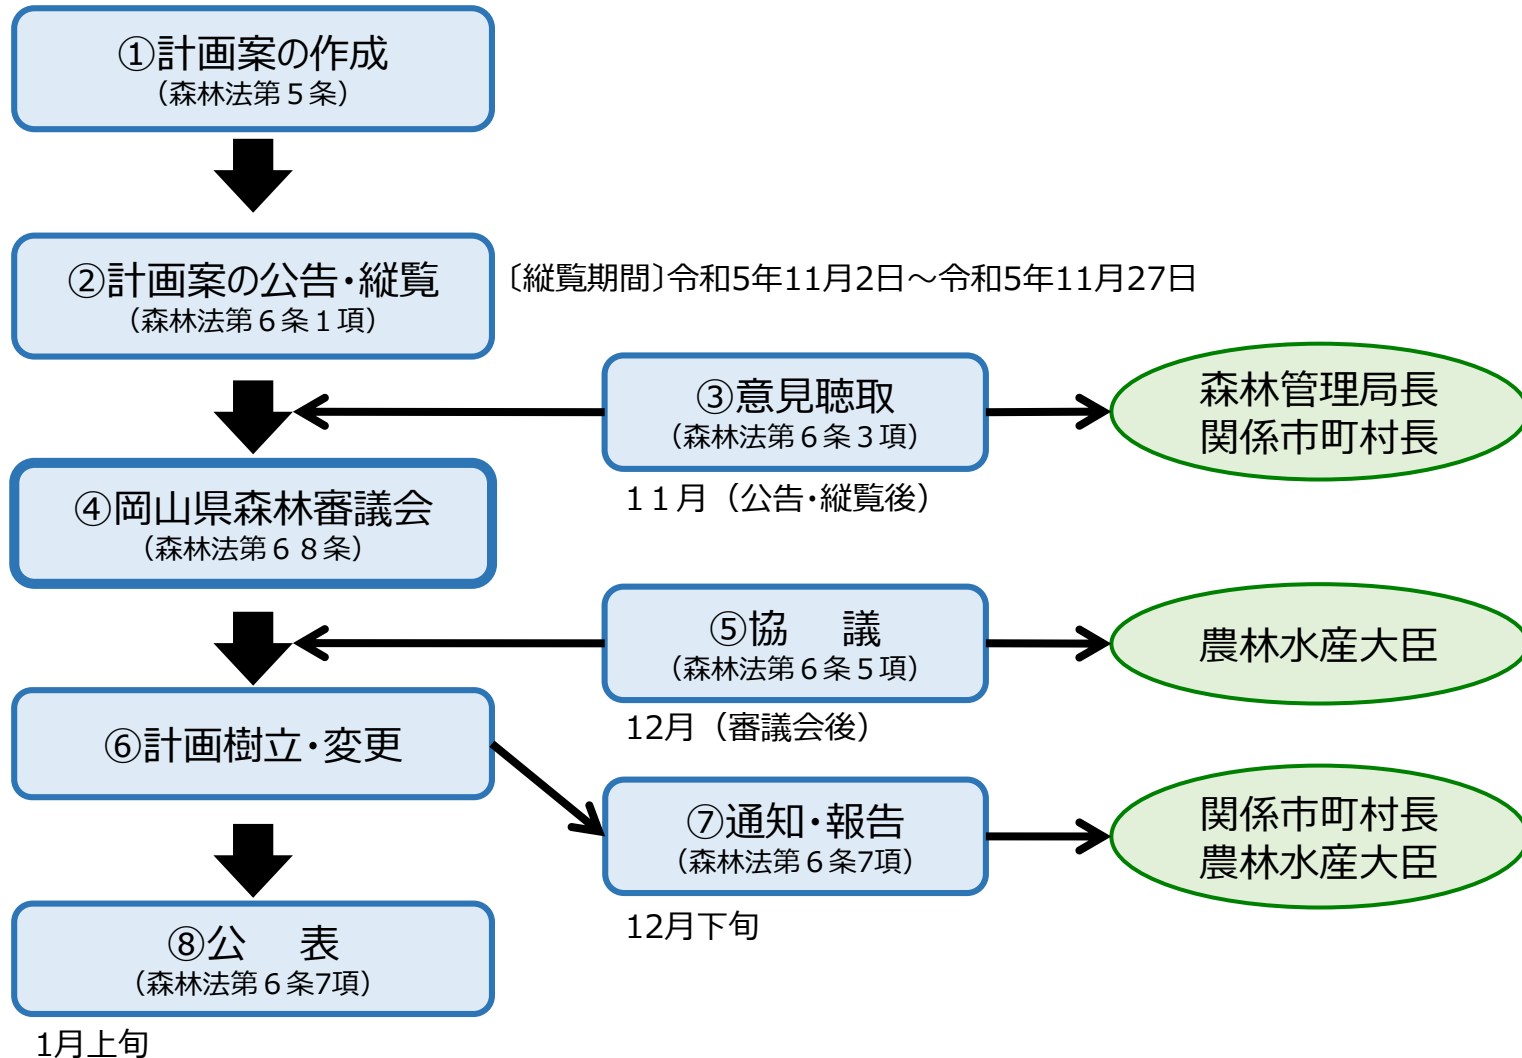 ①計画案の作成
（森林法第５条）
②計画案の公告・縦覧
（森林法第６条１項）
〔縦覧期間〕令和5年11月2日～令和5年11月27日
③意見聴取
（森林法第６条３項）
森林管理局長
関係市町村長
１１月（公告・縦覧後）
④岡山県森林審議会
（森林法第６８条）
⑤協　議
（森林法第６条５項）
農林水産大臣
12月（審議会後）
⑥計画樹立・変更
⑦通知・報告
（森林法第６条7項）
関係市町村長
農林水産大臣
12月下旬
⑧公　表
（森林法第６条7項）
1月上旬